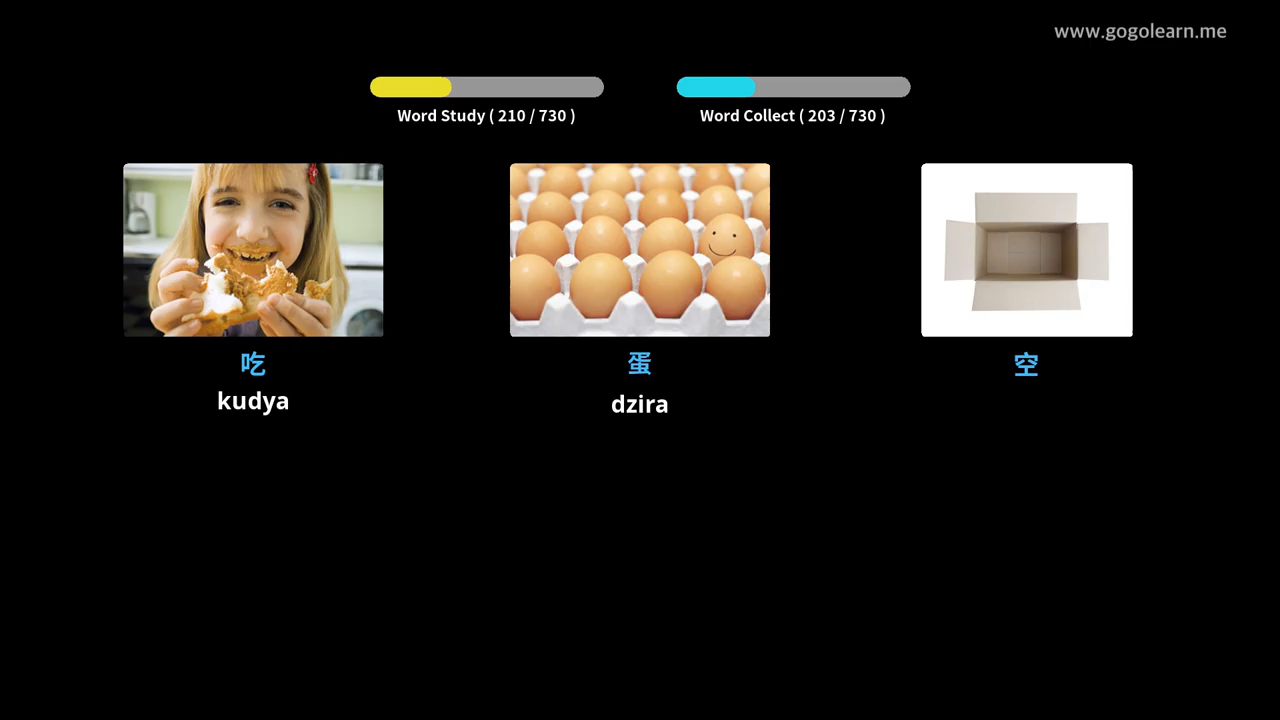 www.gogolearn.me
Word Study ( 210 / 730 )
Word Collect ( 203 / 730 )
吃
kudya
蛋
dzira
空